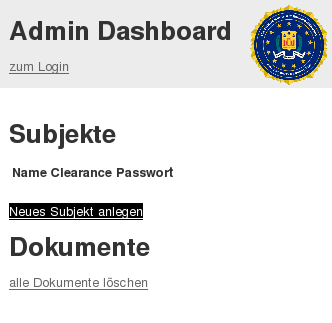 Admin Dashboard
zum Login
Subjekte
Name Clearance Passwort
Neues Subjekt anlegen
Dokumente
alle Dokumente löschen